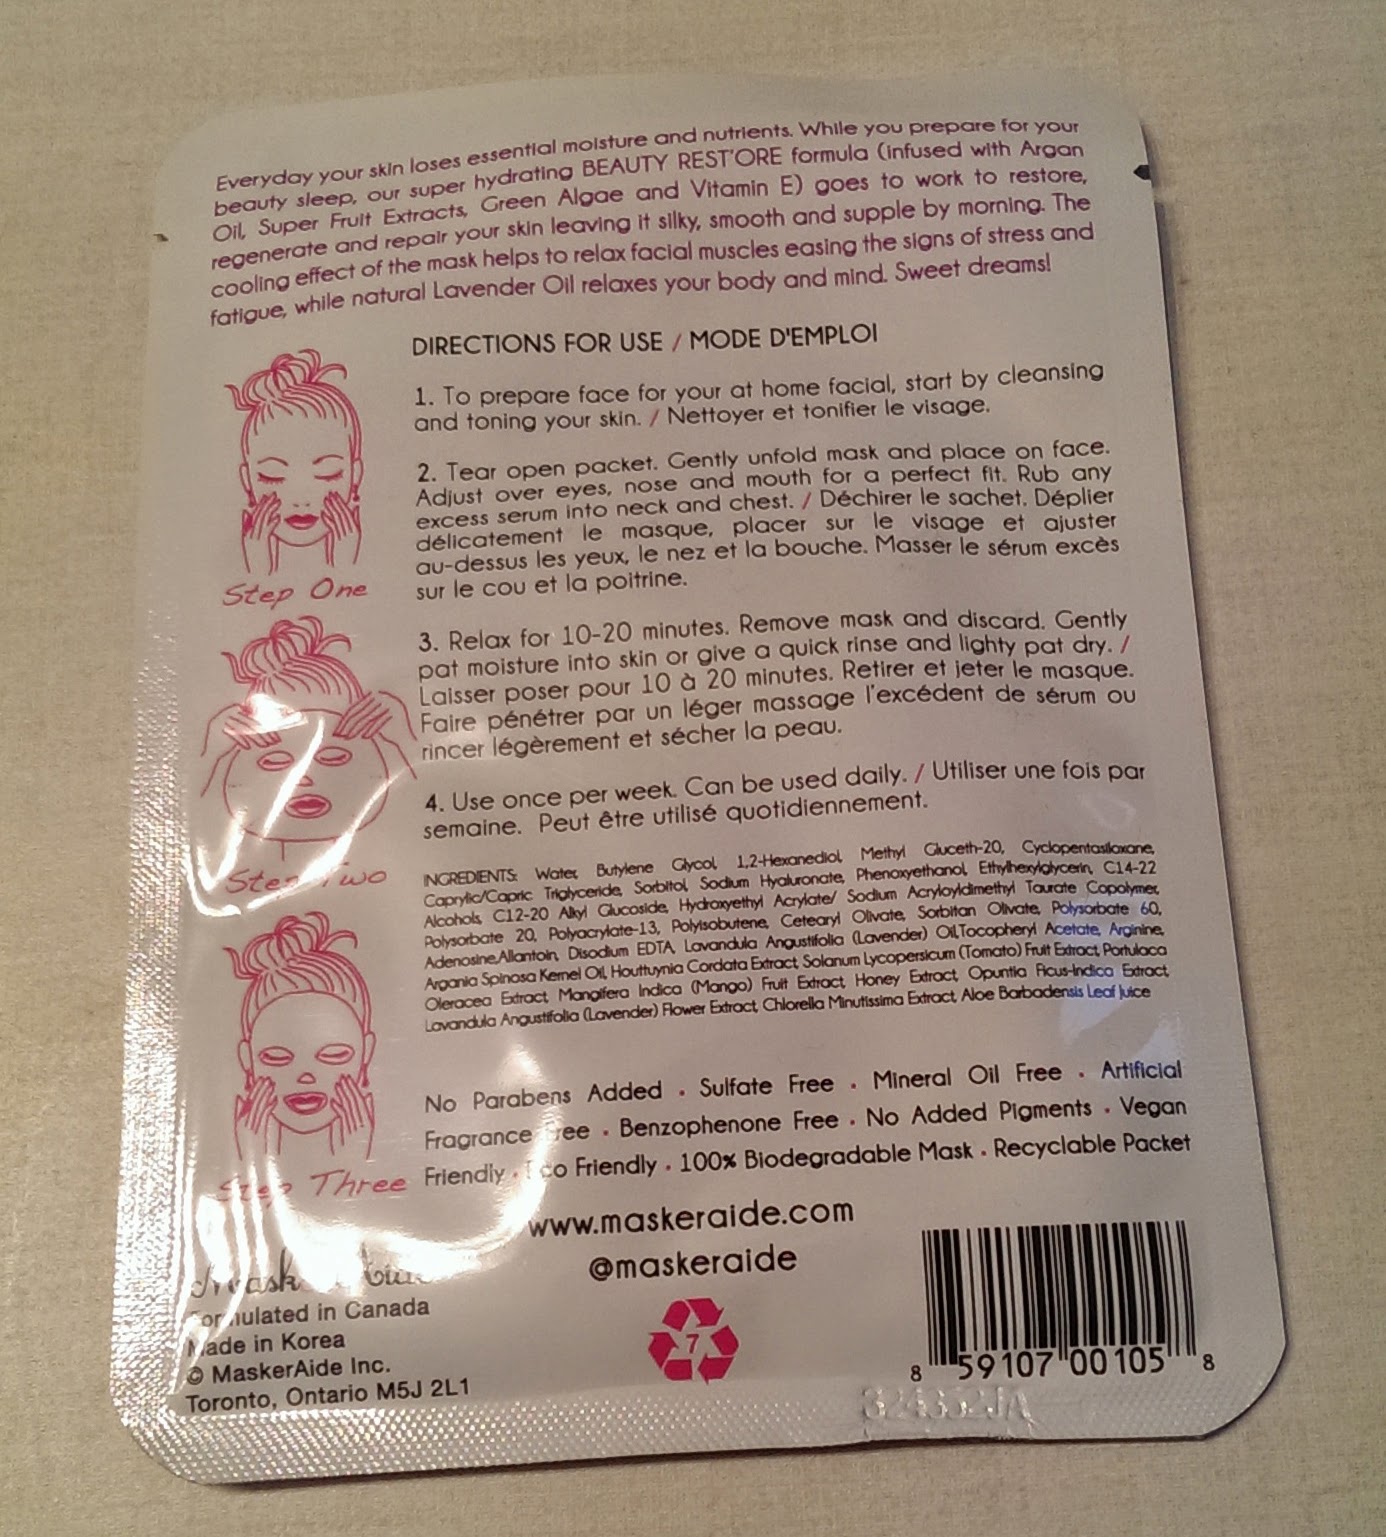 Everyday your skin loses essential moisture and nutrients. While you prepare for your
beauty sleep, our super hydrating BEAUTY REST'ORE formula (infused with Argan
Oil, Super Fruit Extracts, Green Algae and Vitamin E) goes to work to restore,
regenerate and repair your skin leaving it silky, smooth and supple by morning. The
cooling effect of the mask helps to relax facial muscles easing the signs of stress and
fatigue, while natural Lavender Oil relaxes your body and mind. Sweet dreams!
DIRECTIONS FOR USE / MODE D'EMPLOI
1. To prepare face for your at home facial, start by cleansing
and toning your skin. / Nettoyer et tonifier le visage.
2. Tear open packet. Gently unfold mask and place on face.
Adjust over eyes, nose and mouth for a perfect fit. Rub any
excess serum into neck and chest. / Déchirer le sachet. Déplier
délicatement le masque, placer sur le visage et ajuster
au-dessus les yeux, le nez et la bouche. Masser le sérum excès
sur le cou et la poitrine.
Step One
3. Relax for 10-20 minutes. Remove mask and discard. Gently
pat moisture into skin or give a quick rinse and lighty pat dry. /
Laisser poser pour 10 à 20 minutes. Retirer et jeter le masque.
Faire pénétrer par un léger massage l'excédent de sérum ou
rincer légèrement et sécher la peau.
4. Use once per week. Can be used daily. / Utiliser une fois par
semaine. Peut être utilisé quotidiennement.
Step Two
INGREDIENTS: Water, Butylene Glycol, 1,2-Hexanediol, Methyl Gluceth-20, Cyclopentasiloxane,
Caprylic/Capric Triglyceride, Sorbitol, Sodium Hyaluronate, Phenoxyethanol, Ethylhexylglycerin, C14-22
Alcohols, C12-20 Alkyl Glucoside, Hydroxyethyl Acrylate/ Sodium Acryloyldimethyl Taurate Copolymer,
Polysorbate 20, Polyacrylate-13, Polyisobutene, Cetearyl Olivate, Sorbitan Olivate, Polysorbate 60,
Adenosine,Allantoin, Disodium EDTA, Lavandula Angustifolia (Lavender) Oil,Tocopheryl Acetate, Arginine,
Argania Spinosa Kernel Oil, Houttuynia Cordata Extract, Solanum Lycopersicum (Tomato) Fruit Extract, Portulaca
Oleracea Extract, Mangifera Indica (Mango) Fruit Extract, Honey Extract, Opuntia Ficus-Indica Extract,
Lavandula Angustifolia (Lavender) Flower Extract, Chlorella Minutissima Extract, Aloe Barbadensis Leaf Juice
No Parabens Added • Sulfate Free • Mineral Oil Free • Artificial
Fragrance Free • Benzophenone Free • No Added Pigments • Vegan
Friendly • Eco Friendly • 100% Biodegradable Mask • Recyclable Packet
Step Three
www.maskeraide.com
@maskeraide
Formulated in Canada
Made in Korea
© MaskerAide Inc.
Toronto, Ontario M5J 2L1
7
8 59107 00105 8